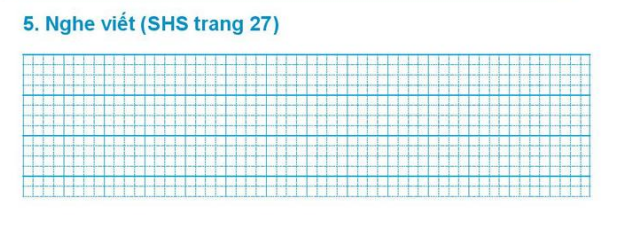 5. Nghe viết (SHS trang 27)